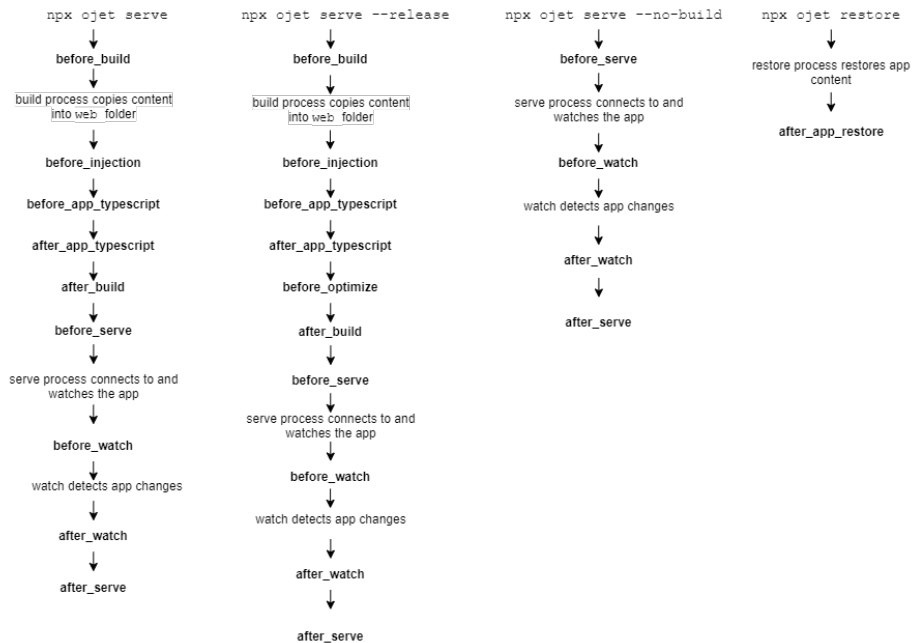 npx ojet serve
before_build
build process copies content
into web folder
before_injection
before_app_typescript
after_app_typescript
after_build
before_serve
serve process connects to and
watches the app
before_watch
watch detects app changes
after_watch
after_serve
npx ojet serve --release
before_build
build process copies content
into web folder
before_injection
before_app_typescript
after_app_typescript
before_optimize
after_build
before_serve
serve process connects to and
watches the app
before_watch
watch detects app changes
after_watch
after_serve
npx ojet serve --no-build
before_serve
serve process connects to and
watches the app
before_watch
watch detects app changes
after_watch
after_serve
npx ojet restore
restore process restores app
content
after_app_restore